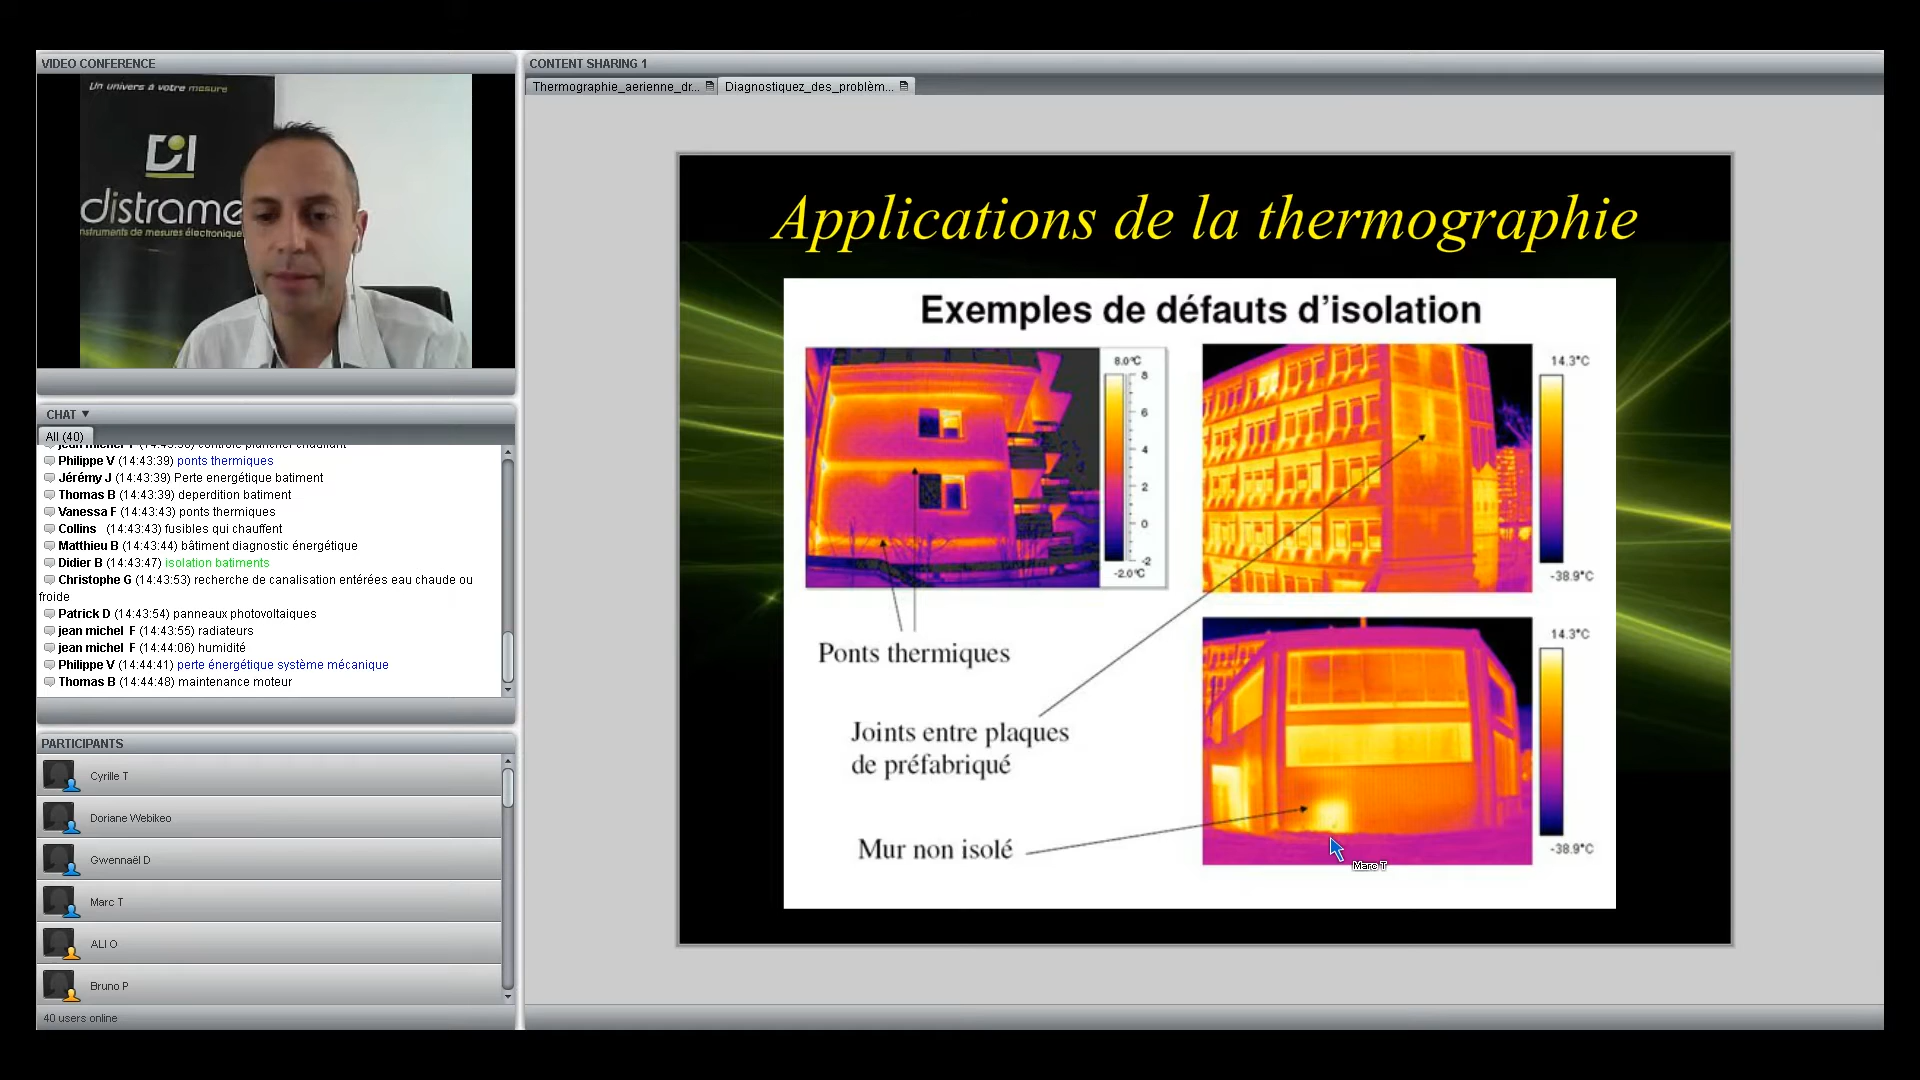 VIDEO CONFERENCE
Un univers à votre mesure
distrame
instruments de mesures électronique
CHAT
All (40)
Philippe V (14:43:39) ponts thermiques
Jérémy J (14:43:39) Perte energétique batiment
Thomas B (14:43:39) deperdition batiment
Vanessa F (14:43:43) ponts thermiques
Collins (14:43:43) fusibles qui chauffent
Matthieu B (14:43:44) bâtiment diagnostic énergétique
Didier B (14:43:47) isolation batiments
Christophe G (14:43:53) recherche de canalisation entérées eau chaude ou
froide
Patrick D (14:43:54) panneaux photovoltaiques
jean michel F (14:43:55) radiateurs
jean michel F (14:44:06) humidité
Philippe V (14:44:41) perte énergétique système mécanique
Thomas B (14:44:48) maintenance moteur
PARTICIPANTS
Cyrille T
Doriane Webikeo
Gwennaël D
Marc T
ALI O
Bruno P
40 users online
CONTENT SHARING 1
Thermographie_aerienne_dr...
Diagnostiquez_des_problèm...
Applications de la thermographie
Exemples de défauts d'isolation
8.0°C
8
6
4
2
0
-2
-2.0°C
14.3°C
-38.9°C
Ponts thermiques
14.3°C
-38.9°C
Joints entre plaques
de préfabriqué
Mur non isolé
Marc T